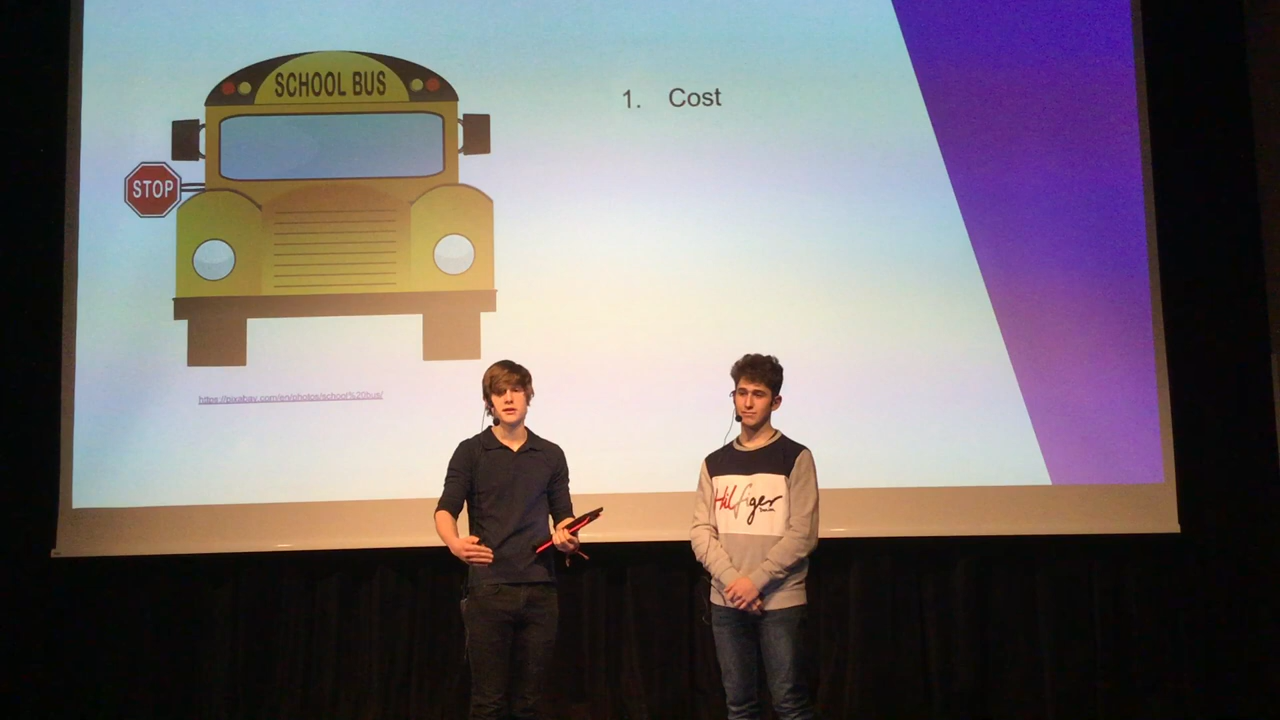 SCHOOL BUS
1. Cost
STOP
https://pixabay.com/en/photos/school%20bus/
Hilfiger